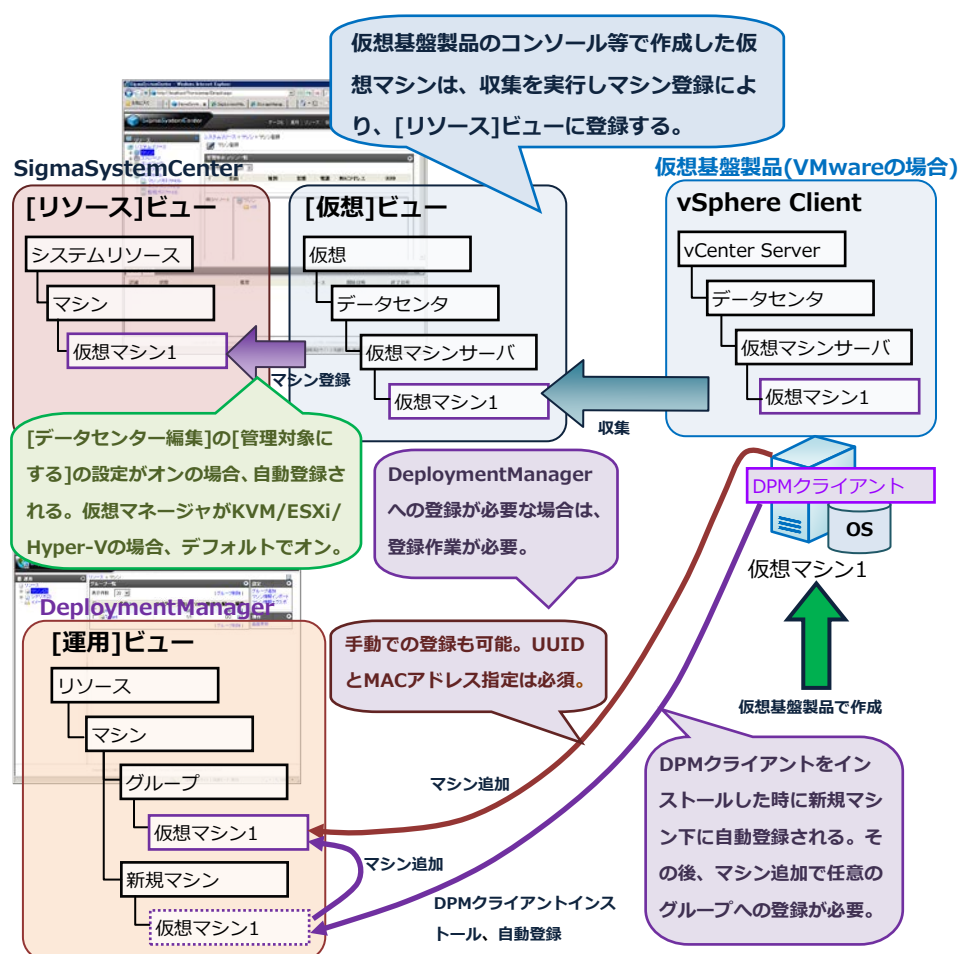 仮想基盤製品のコンソール等で作成した仮
想マシンは、収集を実行しマシン登録によ
り、[リソース]ビューに登録する。
SigmaSystemCenter
[リソース]ビュー
システムリソース
マシン
仮想マシン1
マシン登録
[仮想]ビュー
仮想
データセンタ
仮想マシンサーバ
仮想マシン1
収集
仮想基盤製品(VMwareの場合)
vSphere Client
vCenter Server
データセンタ
仮想マシンサーバ
仮想マシン1
[データセンター編集]の[管理対象に
する]の設定がオンの場合、自動登録さ
れる。仮想マネージャがKVM/ESXi/
Hyper-Vの場合、デフォルトでオン。
DeploymentManager
への登録が必要な場合は、
登録作業が必要。
DPMクライアント
OS
仮想マシン1
仮想基盤製品で作成
DeploymentManager
[運用]ビュー
リソース
マシン
グループ
仮想マシン1
新規マシン
仮想マシン1
手動での登録も可能。UUID
とMACアドレス指定は必須。
マシン追加
マシン追加
DPMクライアントインス
トール、自動登録
DPMクライアントをイン
ストールした時に新規マシ
ン下に自動登録される。そ
の後、マシン追加で任意の
グループへの登録が必要。